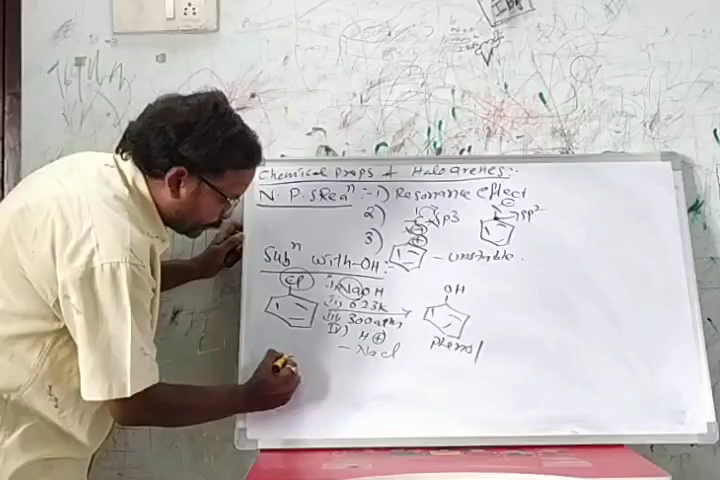 Chemical props of Haloarenes:-
N.P.S Reaⁿ :- 1) Resonance effect
2) sp3 sp²
3) - unstable.
Subⁿ with -OH:-
Cl i) NaOH OH
ii) 623K
iii) 300atm
iv) H⊕ phenol
- NaCl